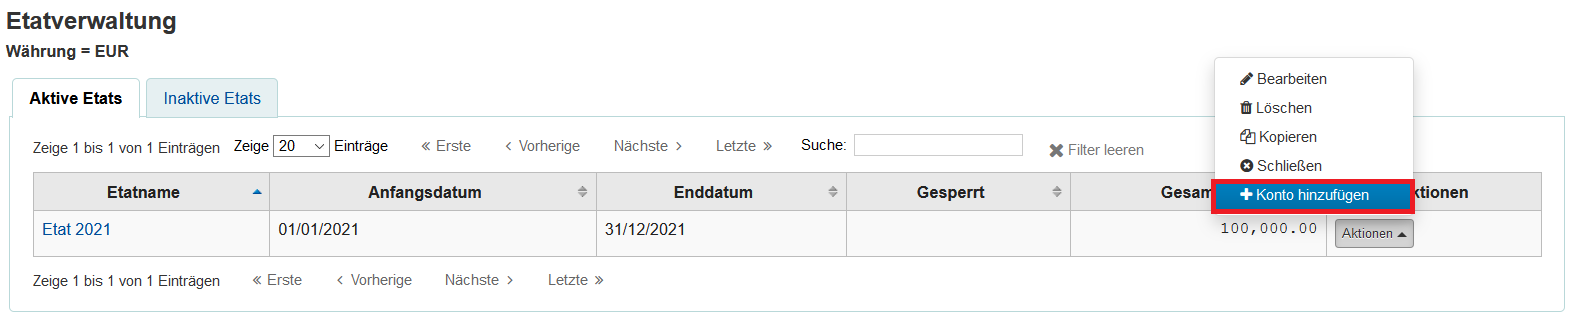 Etatverwaltung
Währung = EUR
Aktive Etats Inaktive Etats
Bearbeiten
Löschen
Kopieren
Schließen
Konto hinzufügen
Zeige 1 bis 1 von 1 Einträgen Zeige 20 Einträge « Erste ‹ Vorherige Nächste › Letzte » Suche: Filter leeren
Etatname Anfangsdatum Enddatum Gesperrt Gesam ktionen
Etat 2021 01/01/2021 31/12/2021 100,000.00 Aktionen
Zeige 1 bis 1 von 1 Einträgen « Erste ‹ Vorherige Nächste › Letzte »